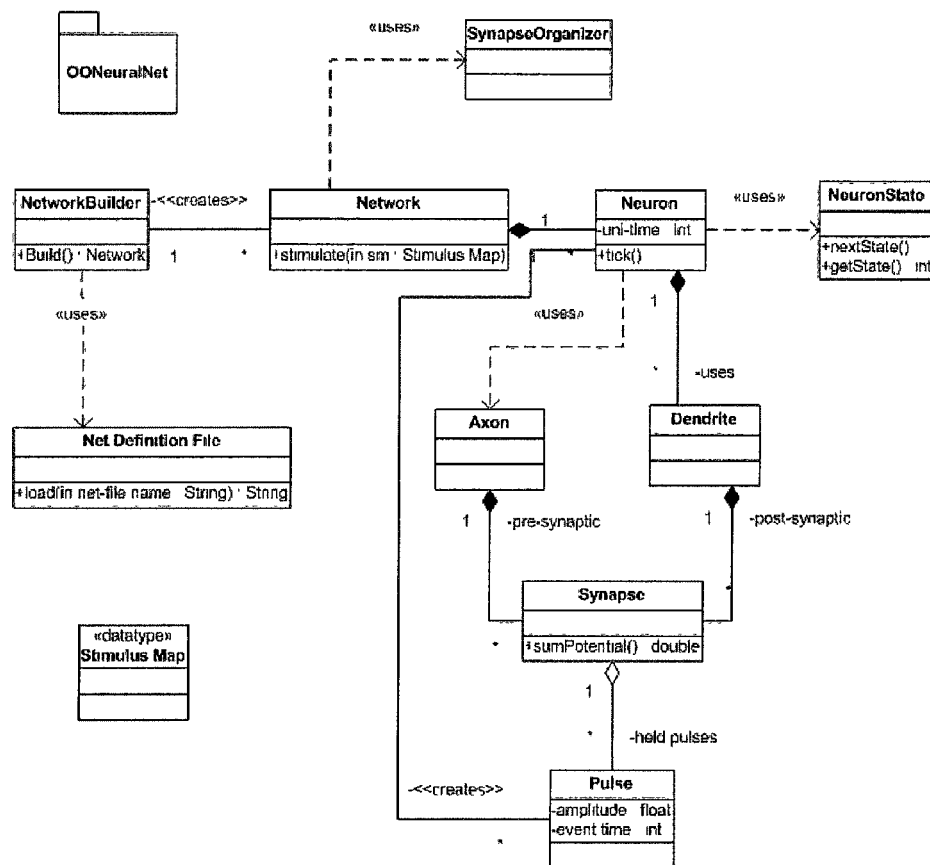 «uses»
SynapseOrganizer
OONeuralNet
NetworkBuilder
+Build() : Network
-<<creates>>
1
*
Network
+stimulate(in sm : Stimulus Map)
1
*
Neuron
-uni-time int
+tick()
«uses»
NeuronState
+nextState()
+getState() int
«uses»
«uses»
1
*
-uses
Net Definition File
+load(in net-file name String) : String
Axon
Dendrite
1
-pre-synaptic
1
-post-synaptic
Synapse
+sumPotential() double
*
*
«datatype»
Stimulus Map
1
*
-held pulses
-<<creates>>
*
Pulse
-amplitude float
-event time int